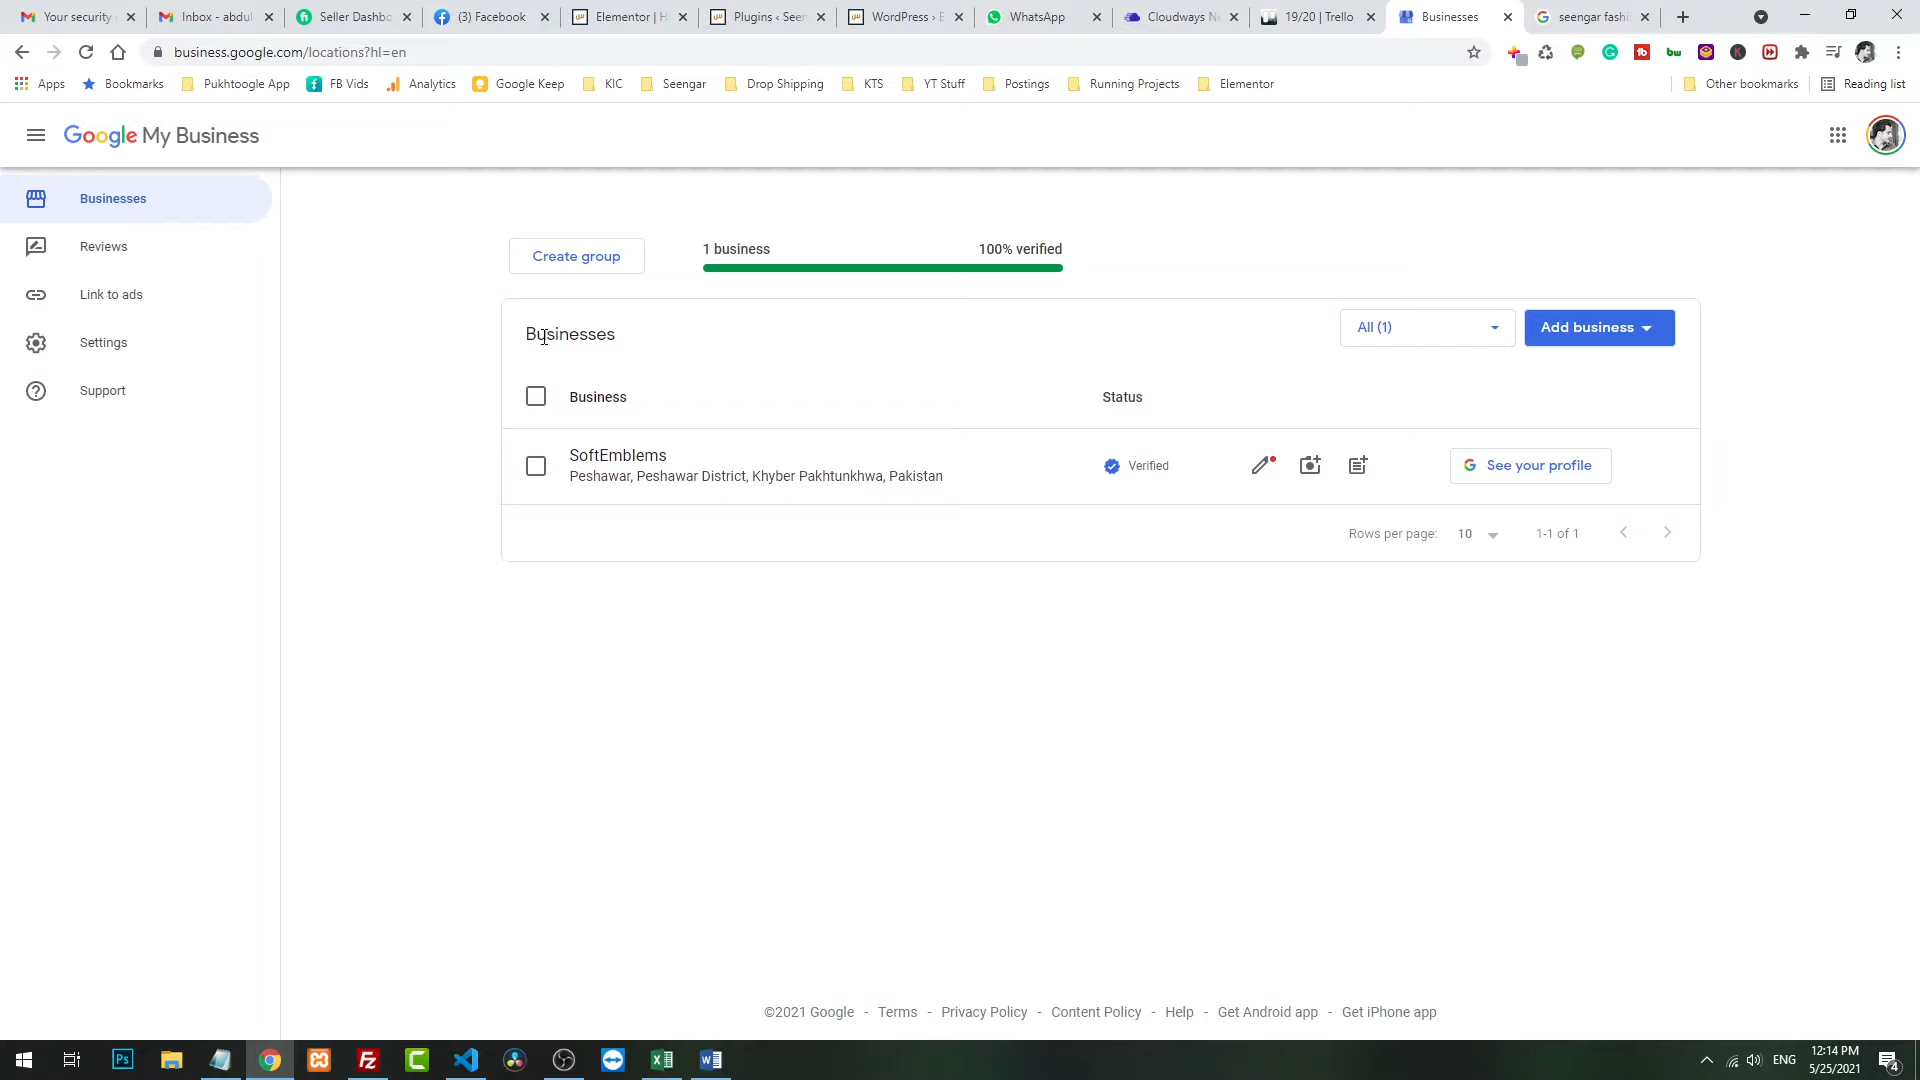 Your security
Inbox - abdul
Seller Dashbo
(3) Facebook
Elementor | H
Plugins ‹ Seen
WordPress › E
WhatsApp
Cloudways N
19/20 | Trello
Businesses
seengar fashi
business.google.com/locations?hl=en
Apps
Bookmarks
Pukhtoogle App
FB Vids
Analytics
Google Keep
KIC
Seengar
Drop Shipping
KTS
YT Stuff
Postings
Running Projects
Elementor
Other bookmarks
Reading list
Google My Business
Businesses
Reviews
Link to ads
Settings
Support
Create group
1 business
100% verified
Businesses
All (1)
Add business
Business
Status
SoftEmblems
Peshawar, Peshawar District, Khyber Pakhtunkhwa, Pakistan
Verified
See your profile
Rows per page:
10
1-1 of 1
©2021 Google - Terms - Privacy Policy - Content Policy - Help - Get Android app - Get iPhone app
Ps
Fz
ENG
12:14 PM
5/25/2021
4